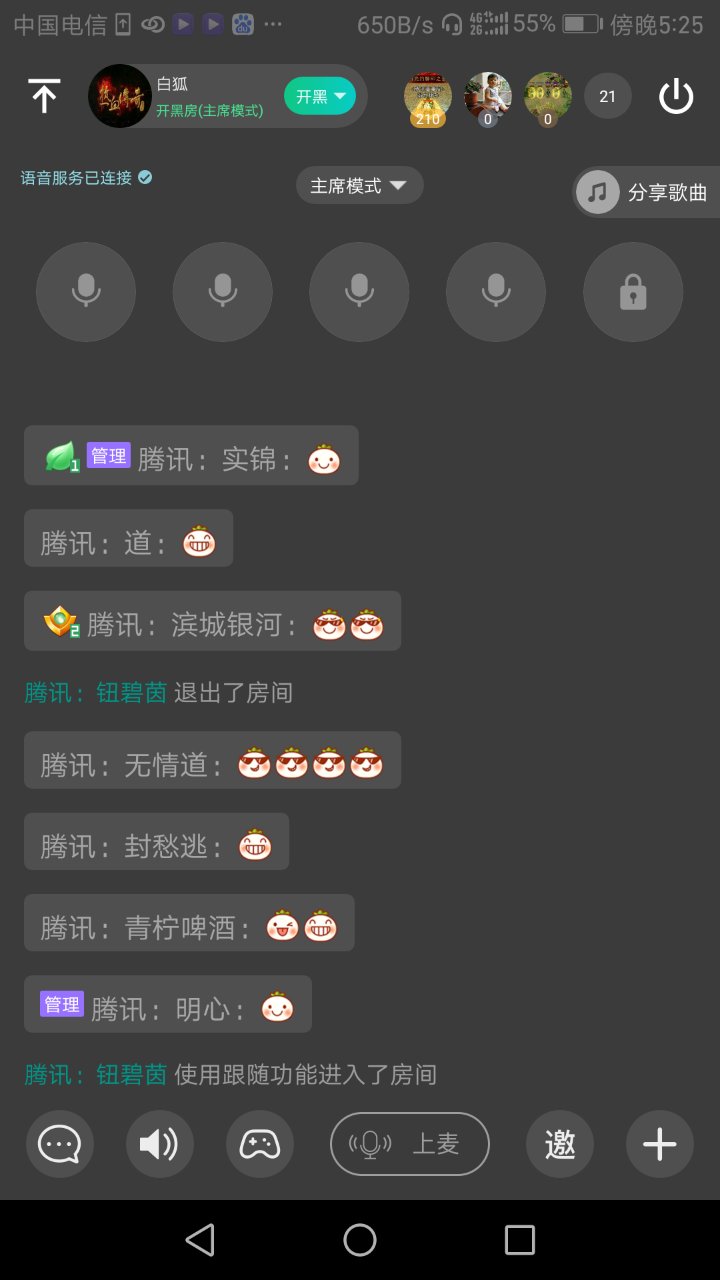 中国电信 650B/s 4G 2G 55% 傍晚5:25
白狐
开黑房(主席模式)
开黑
210 0 0 21
语音服务已连接
主席模式
分享歌曲
1 管理 腾讯：实锦：
腾讯：道：
2 腾讯：滨城银河：
腾讯：钮碧茵 退出了房间
腾讯：无情道：
腾讯：封愁逃：
腾讯：青柠啤酒：
管理 腾讯：明心：
腾讯：钮碧茵 使用跟随功能进入了房间
上麦
邀